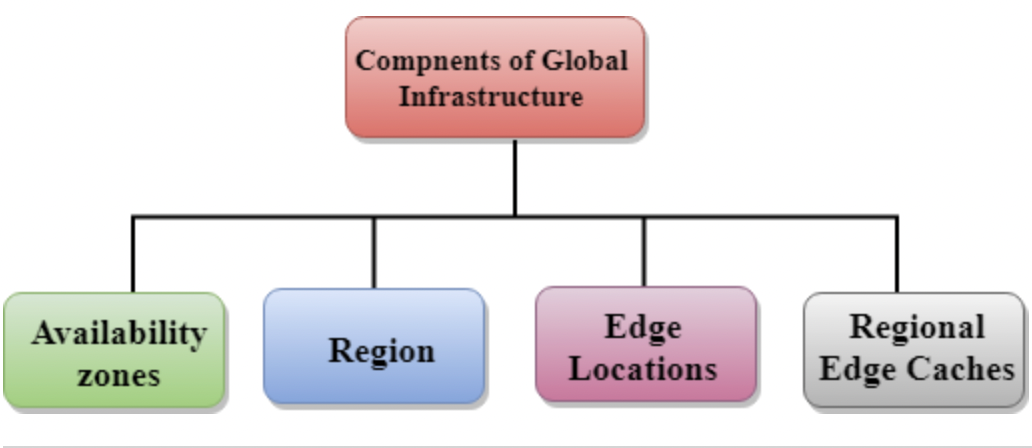 Compnents of Global
Infrastructure
Availability
zones
Region
Edge
Locations
Regional
Edge Caches